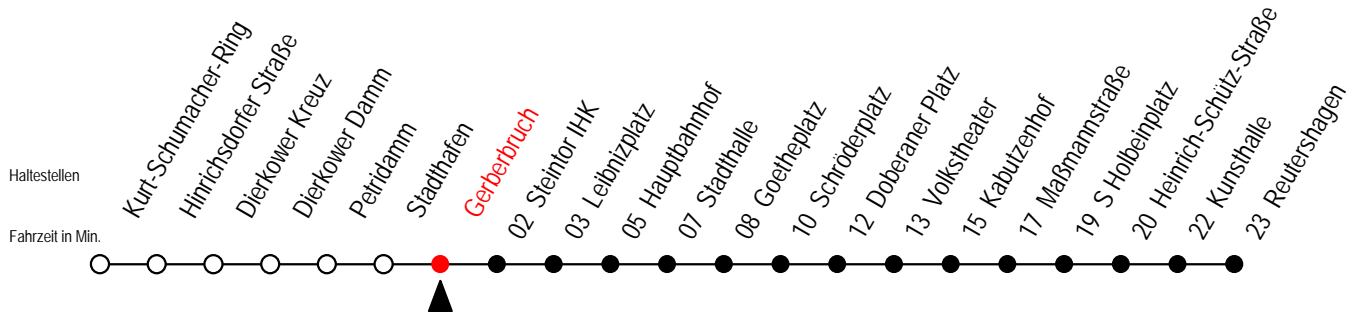 Haltestellen
Fahrzeit in Min.
Kurt-Schumacher-Ring
Hinrichsdorfer Straße
Dierkower Kreuz
Dierkower Damm
Petridamm
Stadthafen
Gerberbruch
02 Steintor IHK
03 Leibnizplatz
05 Hauptbahnhof
07 Stadthalle
08 Goetheplatz
10 Schröderplatz
12 Doberaner Platz
13 Volkstheater
15 Kabutzenhof
17 Maßmannstraße
19 S Holbeinplatz
20 Heinrich-Schütz-Straße
22 Kunsthalle
23 Reutershagen